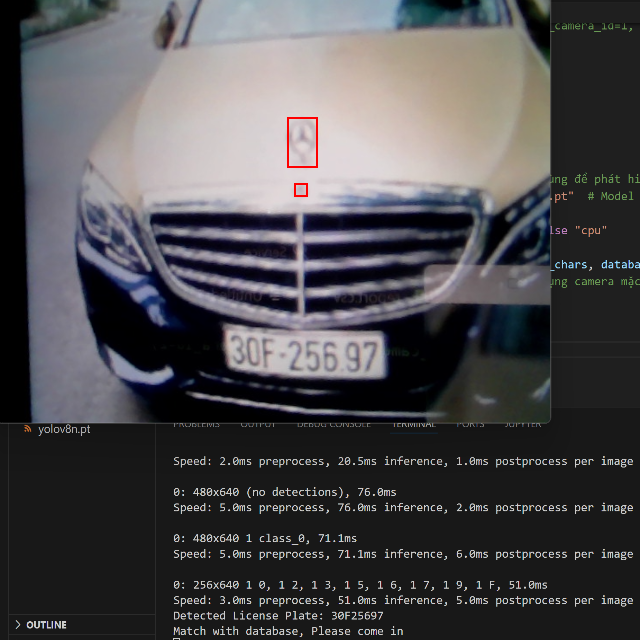 _camera_id=1,
ụng để phát hi
.pt"  # Model
lse "cpu"
_chars, databa
ụng camera mặc
30F-256.97
yolov8n.pt
PROBLEMS OUTPUT DEBUG CONSOLE TERMINAL PORTS JUPYTER
Speed: 2.0ms preprocess, 20.5ms inference, 1.0ms postprocess per image
0: 480x640 (no detections), 76.0ms
Speed: 5.0ms preprocess, 76.0ms inference, 2.0ms postprocess per image
0: 480x640 1 class_0, 71.1ms
Speed: 5.0ms preprocess, 71.1ms inference, 6.0ms postprocess per image
0: 256x640 1 0, 1 2, 1 3, 1 5, 1 6, 1 7, 1 9, 1 F, 51.0ms
Speed: 3.0ms preprocess, 51.0ms inference, 5.0ms postprocess per image
Detected License Plate: 30F25697
Match with database, Please come in
OUTLINE